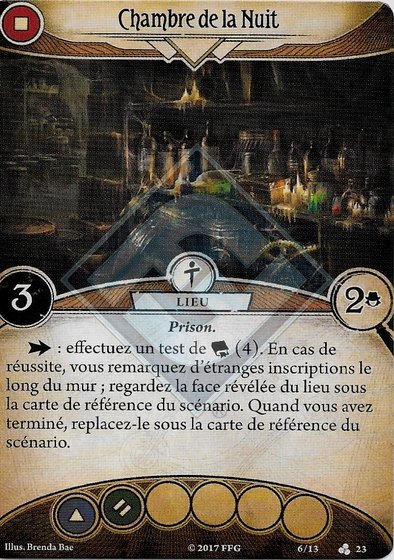 Chambre de la Nuit
3
LIEU
2
Prison.
: effectuez un test de (4). En cas de
réussite, vous remarquez d'étranges inscriptions le
long du mur ; regardez la face révélée du lieu sous
la carte de référence du scénario. Quand vous avez
terminé, replacez-le sous la carte de référence du
scénario.
Illus. Brenda Bae © 2017 FFG 6/13 23